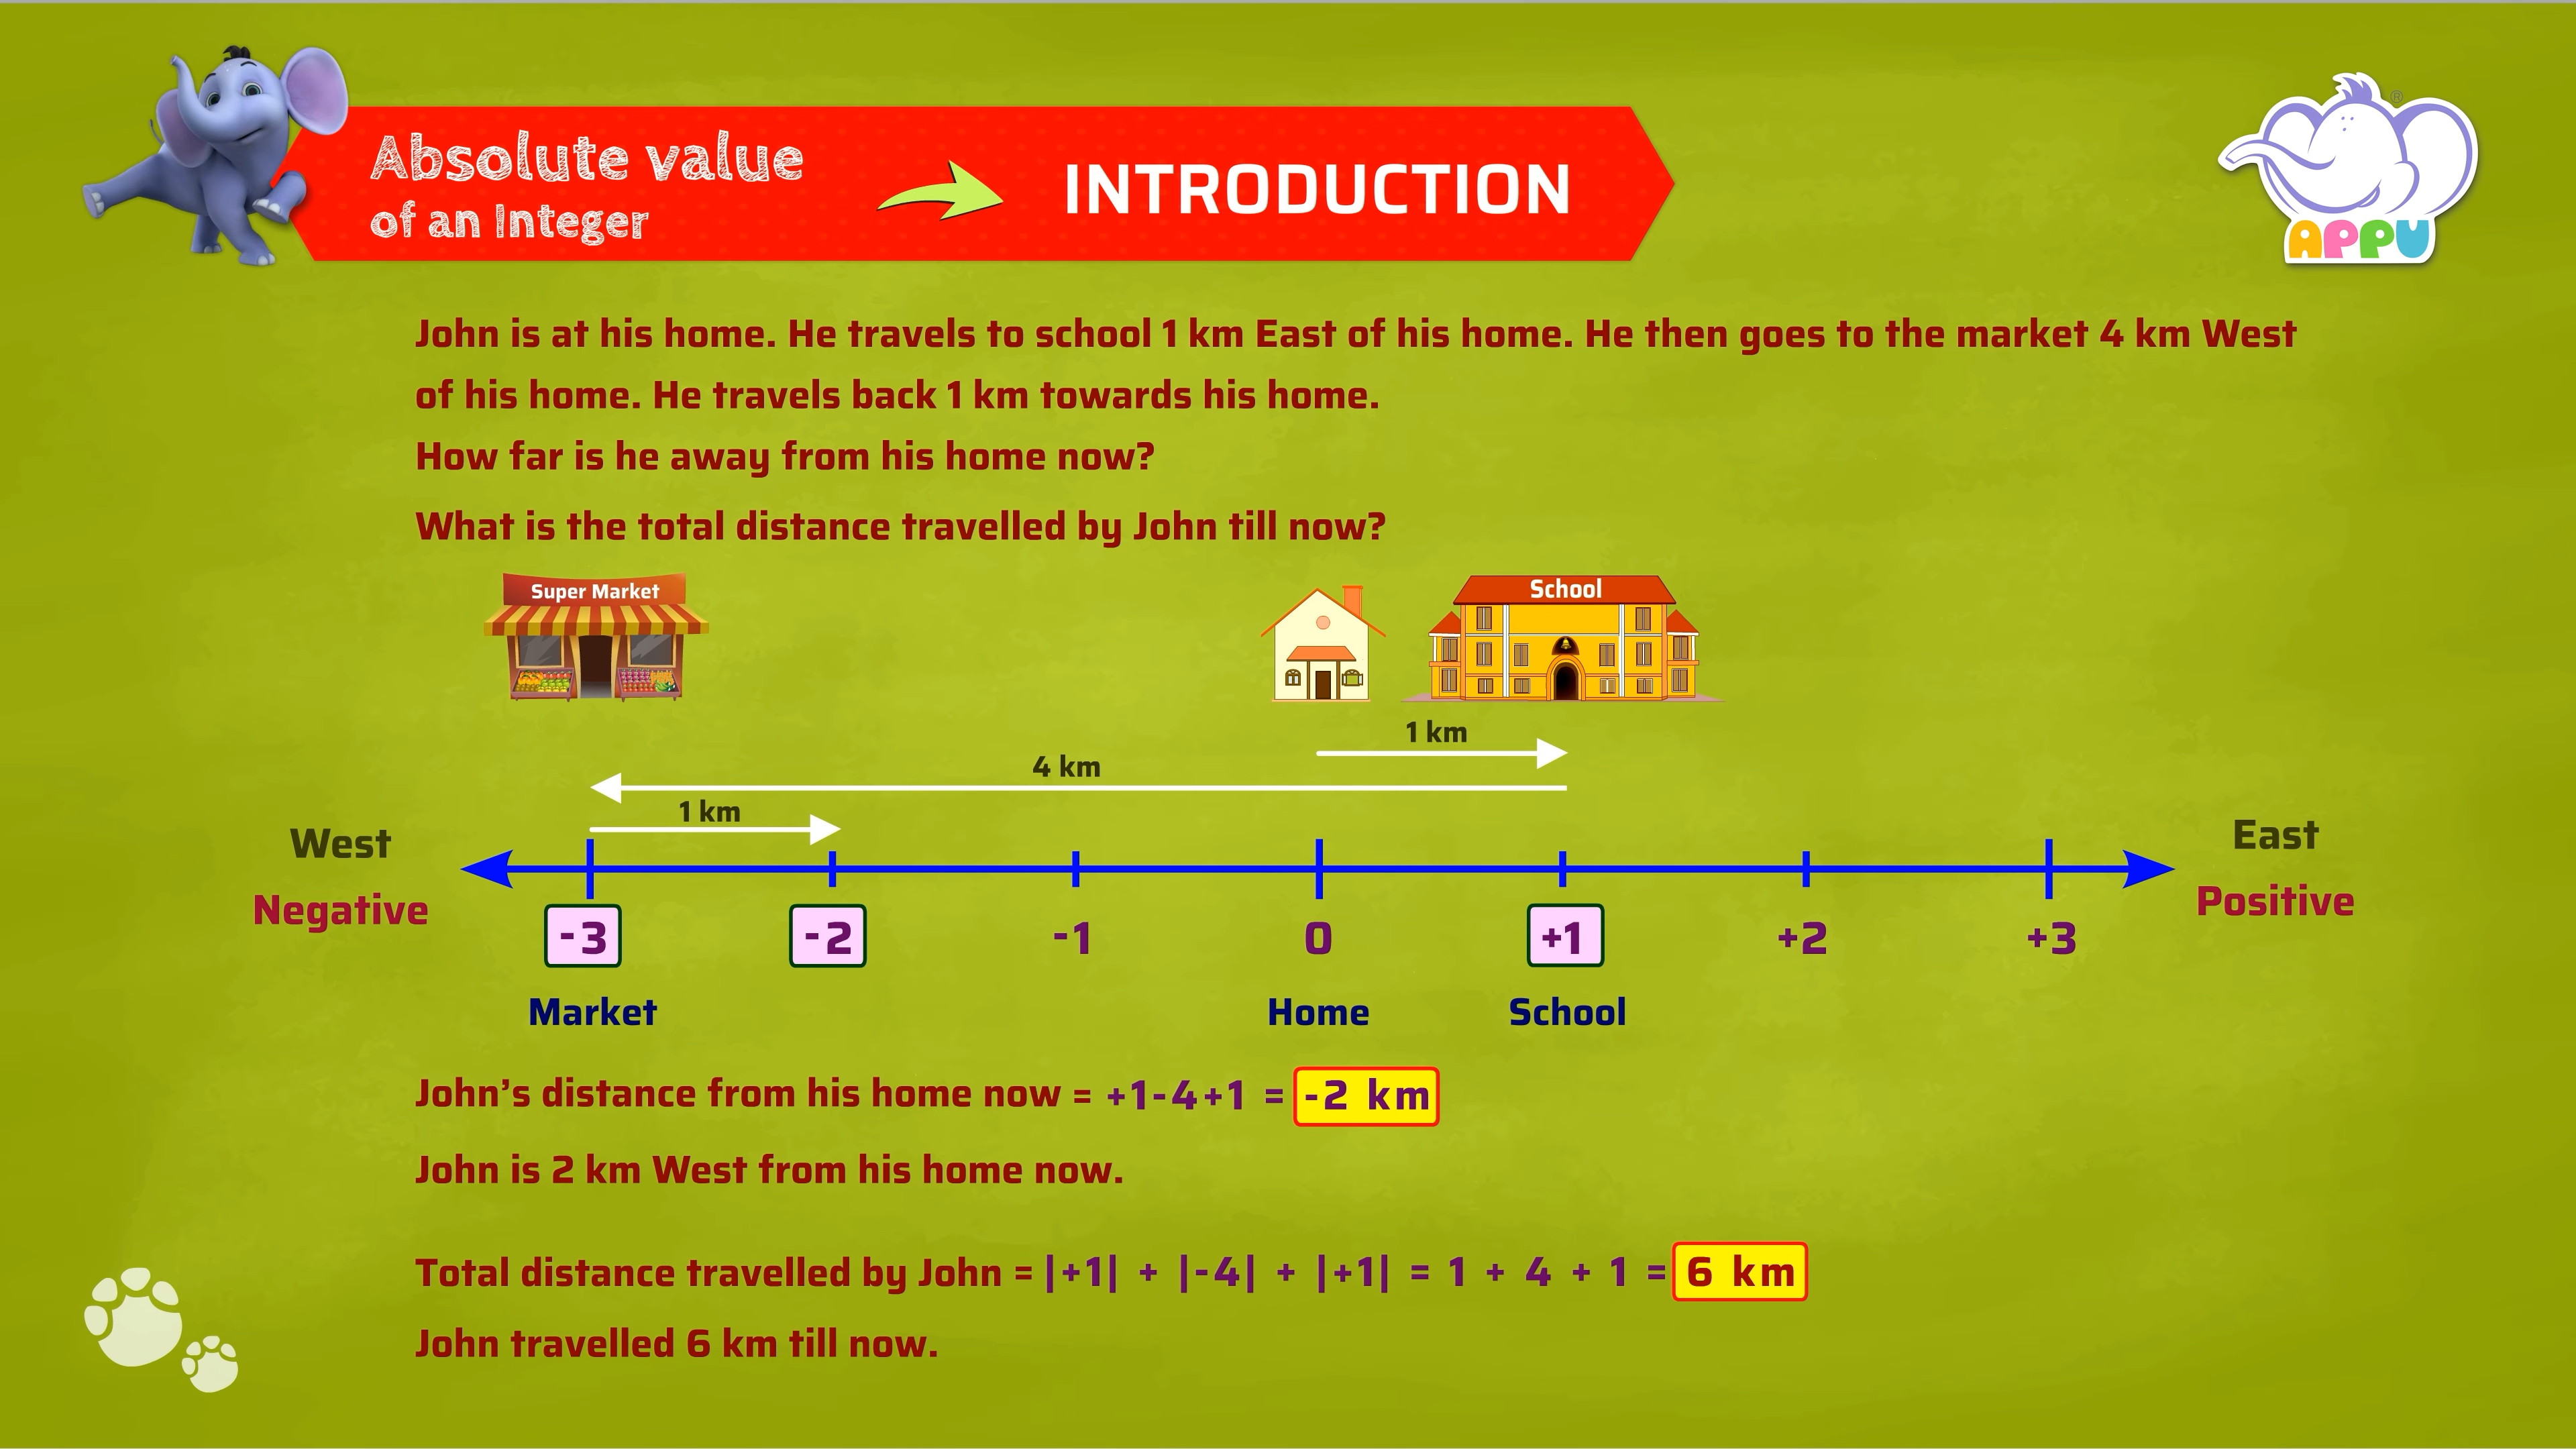 Absolute value
of an Integer
INTRODUCTION
®
APPU
John is at his home. He travels to school 1 km East of his home. He then goes to the market 4 km West
of his home. He travels back 1 km towards his home.
How far is he away from his home now?
What is the total distance travelled by John till now?
Super Market
School
1 km
4 km
1 km
West
East
Negative
Positive
-3 -2 -1 0 +1 +2 +3
Market Home School
John’s distance from his home now = +1-4+1 = -2 km
John is 2 km West from his home now.
Total distance travelled by John = |+1| + |-4| + |+1| = 1 + 4 + 1 = 6 km
John travelled 6 km till now.